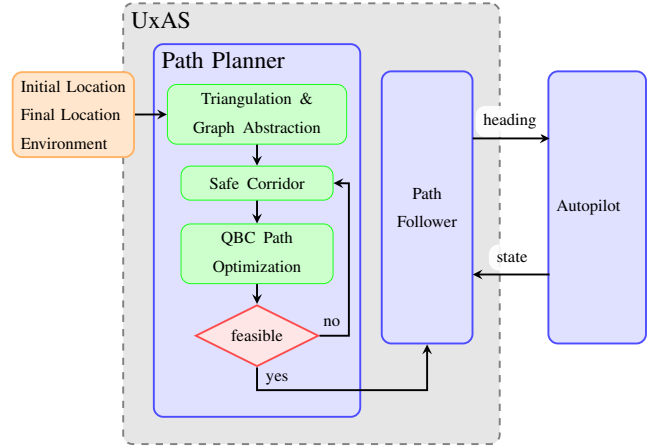 UxAS
Path Planner
Initial Location
Final Location
Environment
Triangulation &
Graph Abstraction
Safe Corridor
QBC Path
Optimization
feasible
no
yes
Path
Follower
heading
state
Autopilot